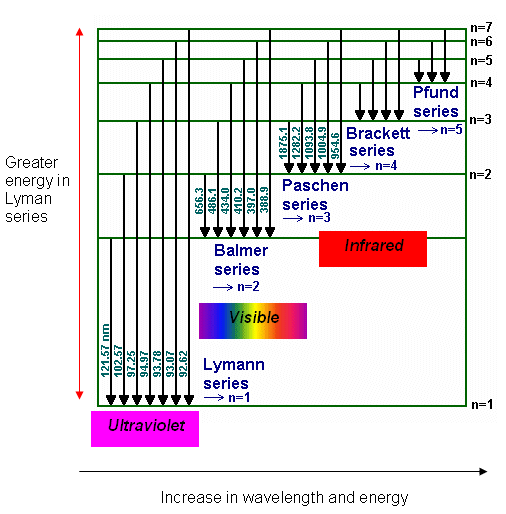 n=7
n=6
n=5
n=4
Pfund
series
n=5
n=3
Brackett
series
n=4
1875.1
1282.2
1093.8
1004.9
954.6
Greater
energy in
Lyman
series
n=2
Paschen
series
n=3
656.3
486.1
434.0
410.2
397.0
388.9
Infrared
Balmer
series
n=2
Visible
121.57 nm
102.57
97.25
94.97
93.78
93.07
92.62
Lymann
series
n=1
n=1
Ultraviolet
Increase in wavelength and energy